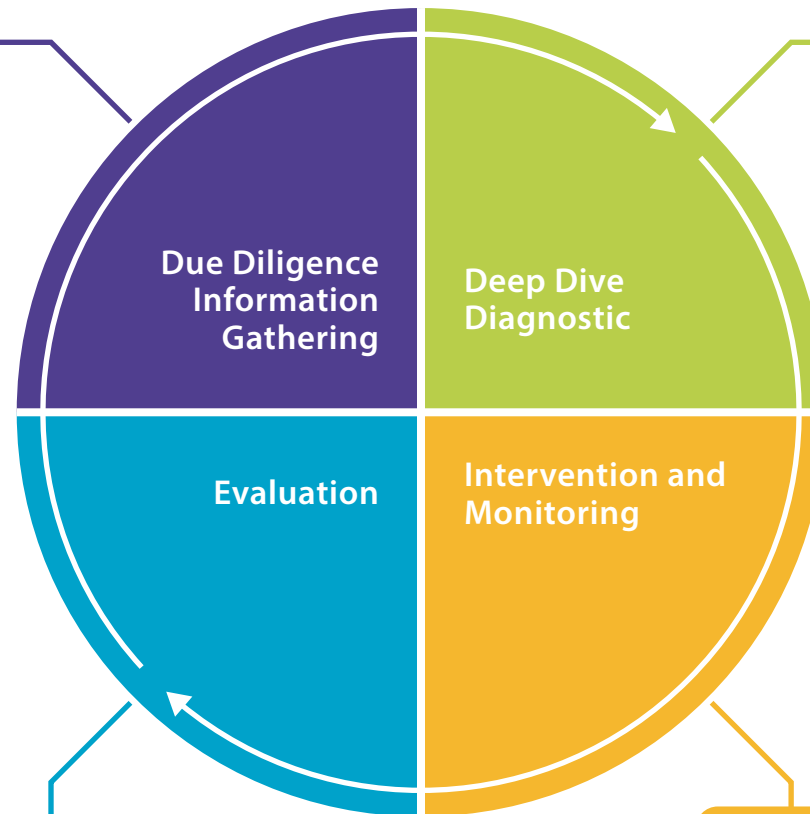 Due Diligence
Information
Gathering
Deep Dive
Diagnostic
Evaluation
Intervention and
Monitoring